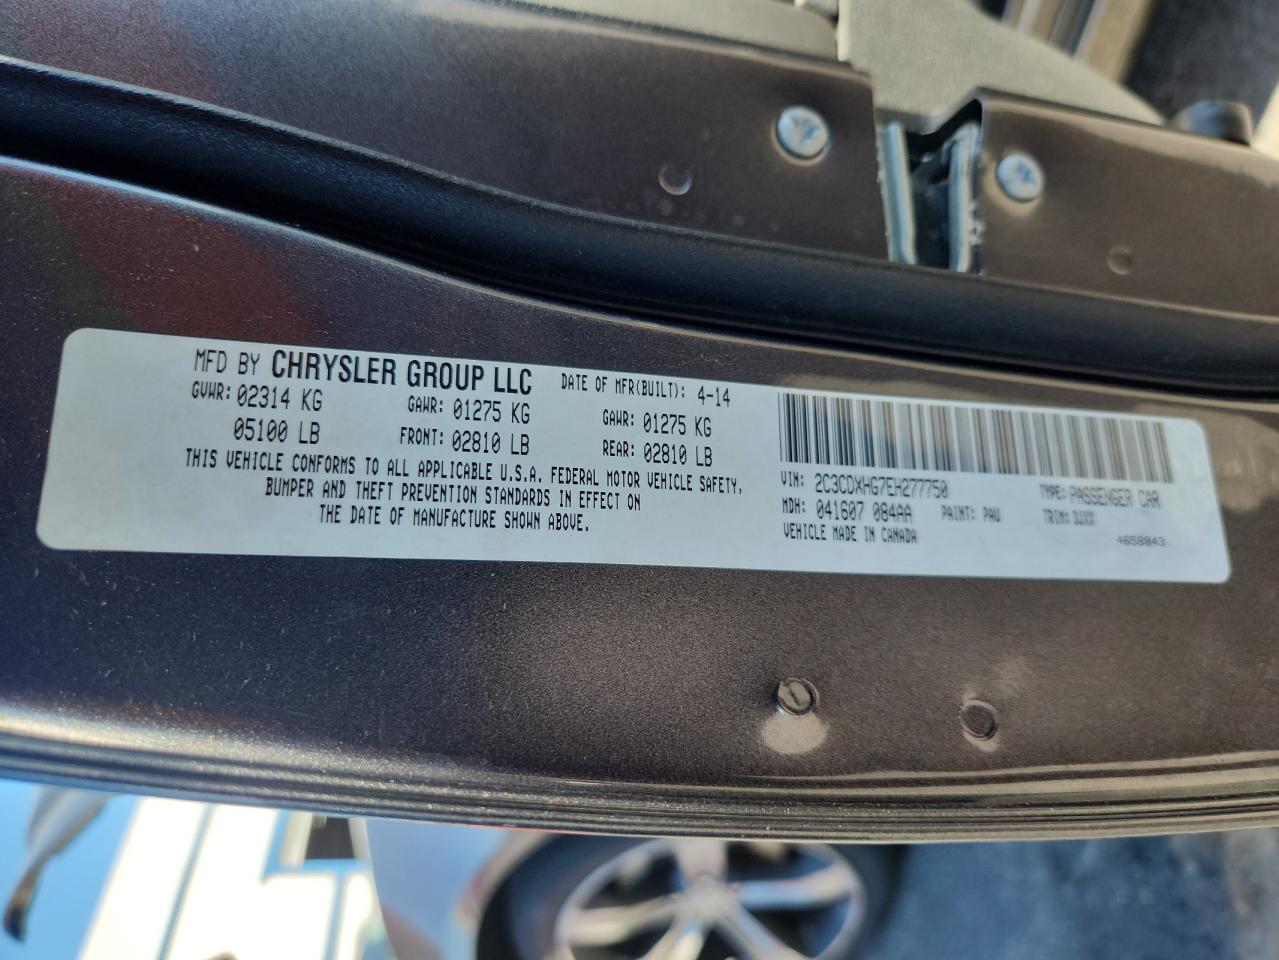 MFD BY CHRYSLER GROUP LLC DATE OF MFR(BUILT): 4-14
GVWR: 02314 KG GAWR: 01275 KG GAWR: 01275 KG
05100 LB FRONT: 02810 LB REAR: 02810 LB
THIS VEHICLE CONFORMS TO ALL APPLICABLE U.S.A. FEDERAL MOTOR VEHICLE SAFETY,
BUMPER AND THEFT PREVENTION STANDARDS IN EFFECT ON
THE DATE OF MANUFACTURE SHOWN ABOVE.
VIN: 2C3CDXHG7EH277750 TYPE: PASSENGER CAR
MDH: 041607 084AA PAINT: PAU TRIM: DJXX
VEHICLE MADE IN CANADA 4658843